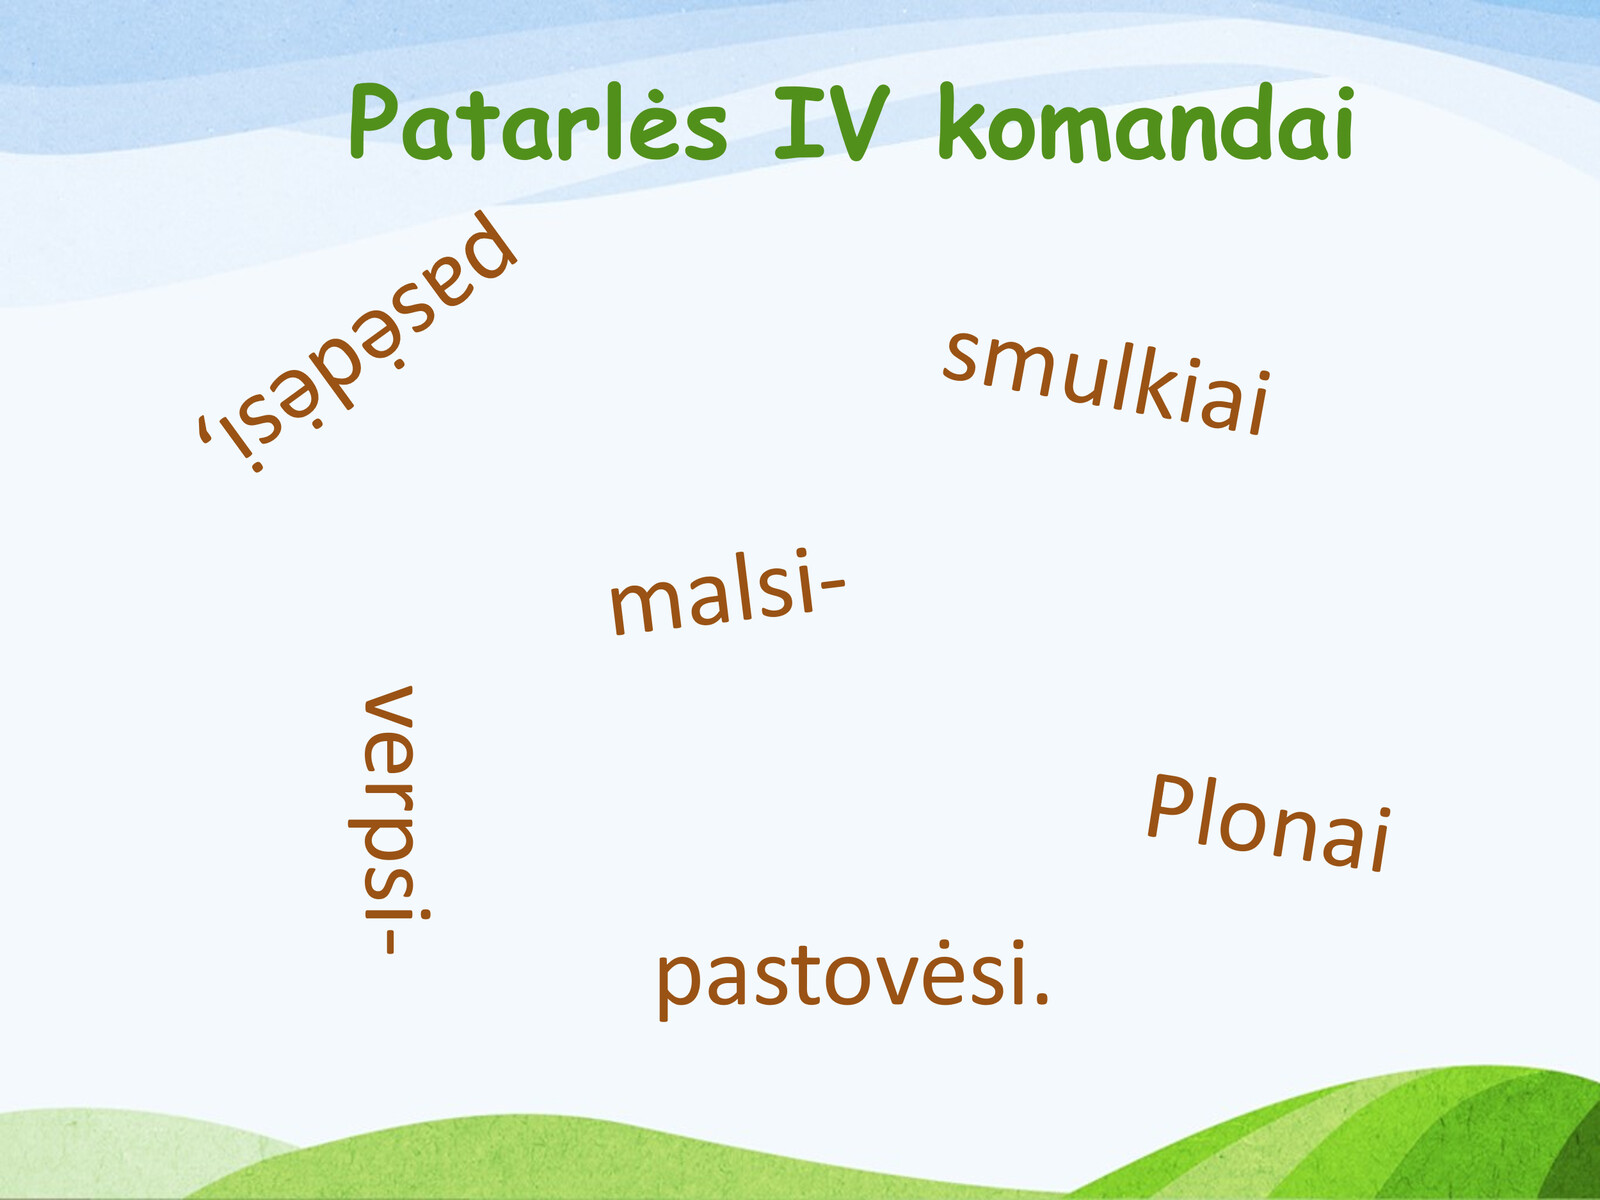 Patarlės IV komandai
pasėdėsi,
smulkiai
malsi-
verpsi-
Plonai
pastovėsi.